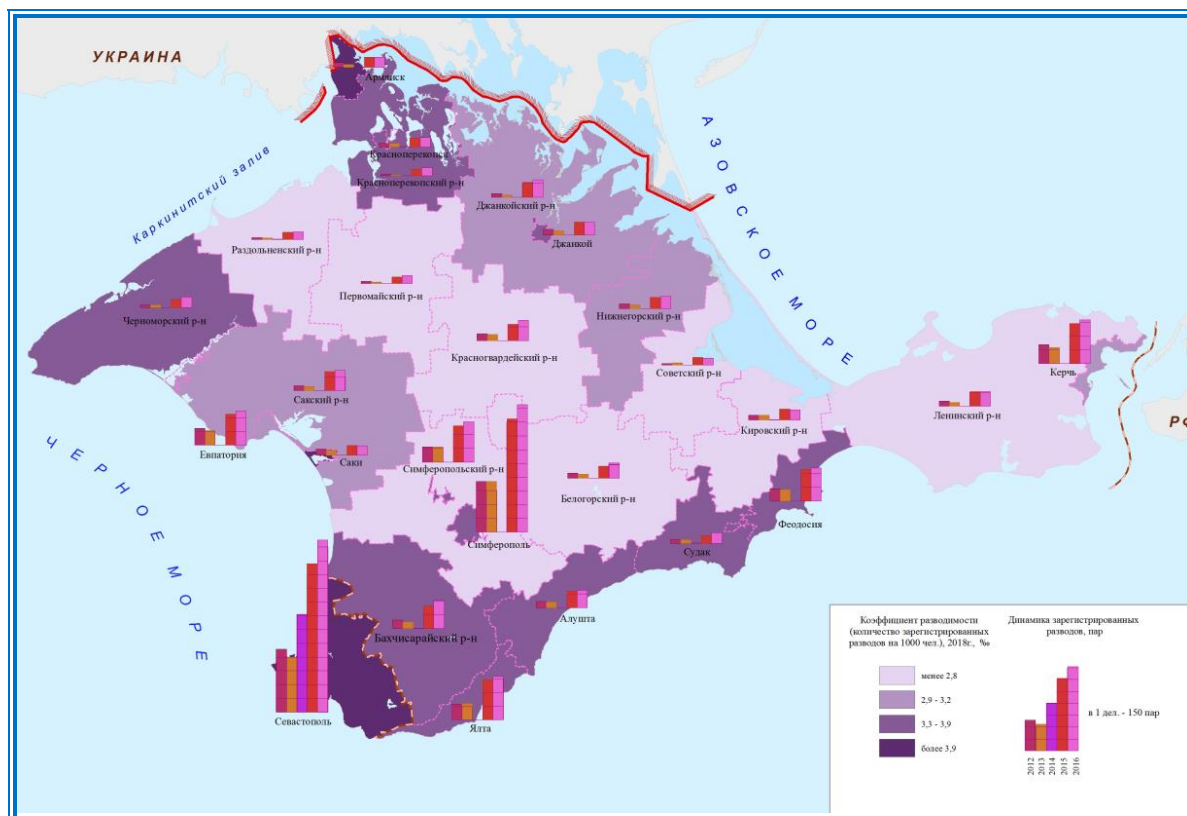 УКРАИНА
Армянск
АЗОВСКОЕ МОРЕ
Каркинитский залив
Красноперекопск
Красноперекопский р-н
Джанкойский р-н
Джанкой
Раздольненский р-н
Первомайский р-н
Черноморский р-н
Нижнегорский р-н
Красногвардейский р-н
Советский р-н
Керчь
Сакский р-н
Ленинский р-н
Кировский р-н
РФ
Евпатория
Саки
Симферопольский р-н
Белогорский р-н
ЧЕРНОЕ МОРЕ
Феодосия
Симферополь
Судак
Алушта
Бахчисарайский р-н
Севастополь
Ялта
Коэффициент разводимости
(количество зарегистрированных
разводов на 1000 чел.), 2018г., ‰
менее 2,8
2,9 - 3,2
3,3 - 3,9
более 3,9
Динамика зарегистрированных
разводов, пар
в 1 дел. - 150 пар
2012
2013
2014
2015
2016